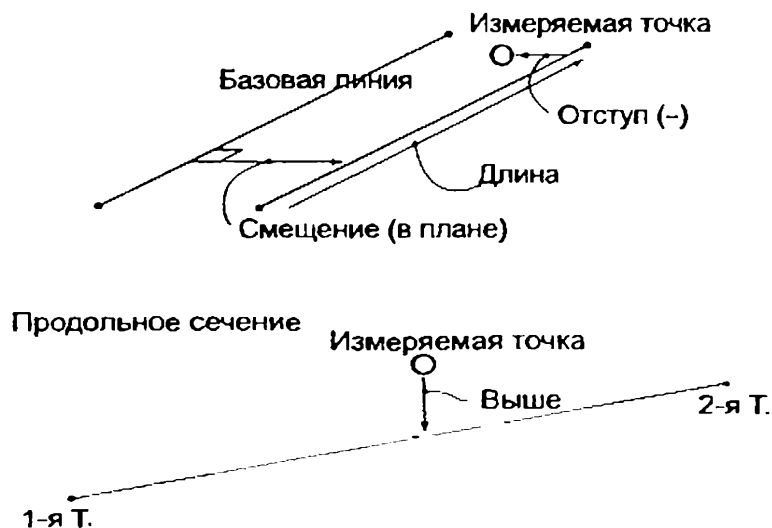 Измеряемая точка
Базовая линия
Отступ (-)
Длина
Смещение (в плане)
Продольное сечение
Измеряемая точка
Выше
2-я Т.
1-я Т.